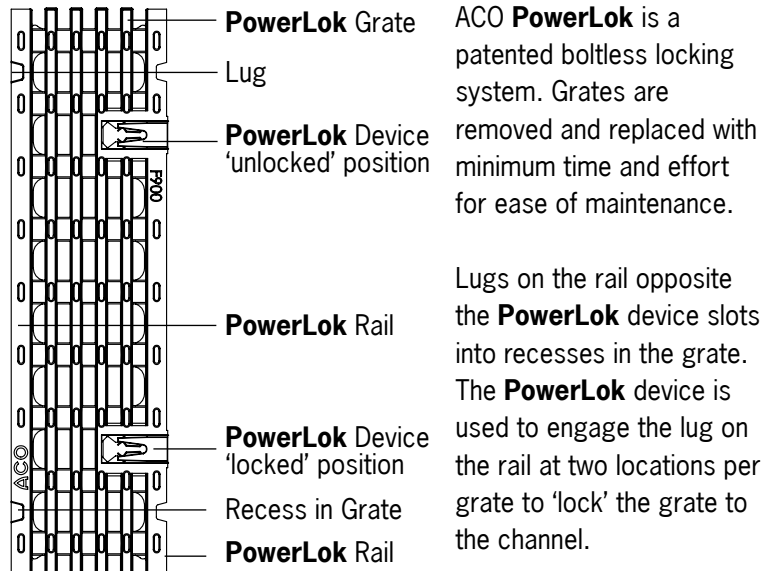 PowerLok Grate
Lug
PowerLok Device
‘unlocked’ position
F900
PowerLok Rail
PowerLok Device
‘locked’ position
ACO
Recess in Grate
PowerLok Rail
ACO PowerLok is a
patented boltless locking
system. Grates are
removed and replaced with
minimum time and effort
for ease of maintenance.
Lugs on the rail opposite
the PowerLok device slots
into recesses in the grate.
The PowerLok device is
used to engage the lug on
the rail at two locations per
grate to ‘lock’ the grate to
the channel.